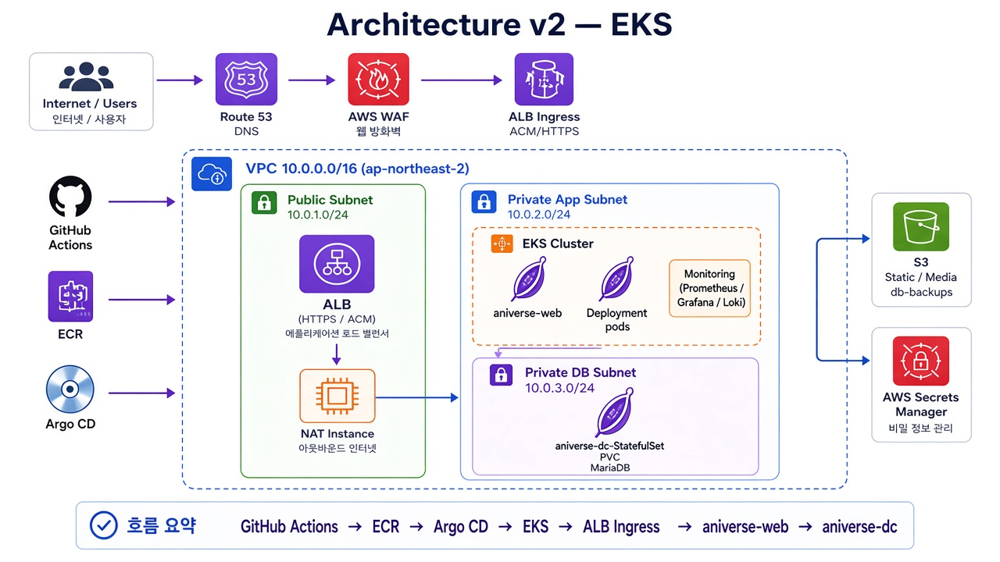 Architecture v2 — EKS
Internet / Users
인터넷 / 사용자
53
Route 53
DNS
AWS WAF
웹 방화벽
ALB Ingress
ACM/HTTPS
GitHub
Actions
ECR
Argo CD
VPC 10.0.0.0/16 (ap-northeast-2)
Public Subnet
10.0.1.0/24
ALB
(HTTPS / ACM)
에플리케이션 로드 밸런서
NAT Instance
아웃바운드 인터넷
Private App Subnet
10.0.2.0/24
EKS Cluster
aniverse-web
Deployment
pods
Monitoring
(Prometheus /
Grafana / Loki)
Private DB Subnet
10.0.3.0/24
aniverse-dc-StatefulSet
PVC
MariaDB
S3
Static / Media
db-backups
AWS Secrets
Manager
비밀 정보 관리
흐름 요약
GitHub Actions → ECR → Argo CD → EKS → ALB Ingress → aniverse-web → aniverse-dc